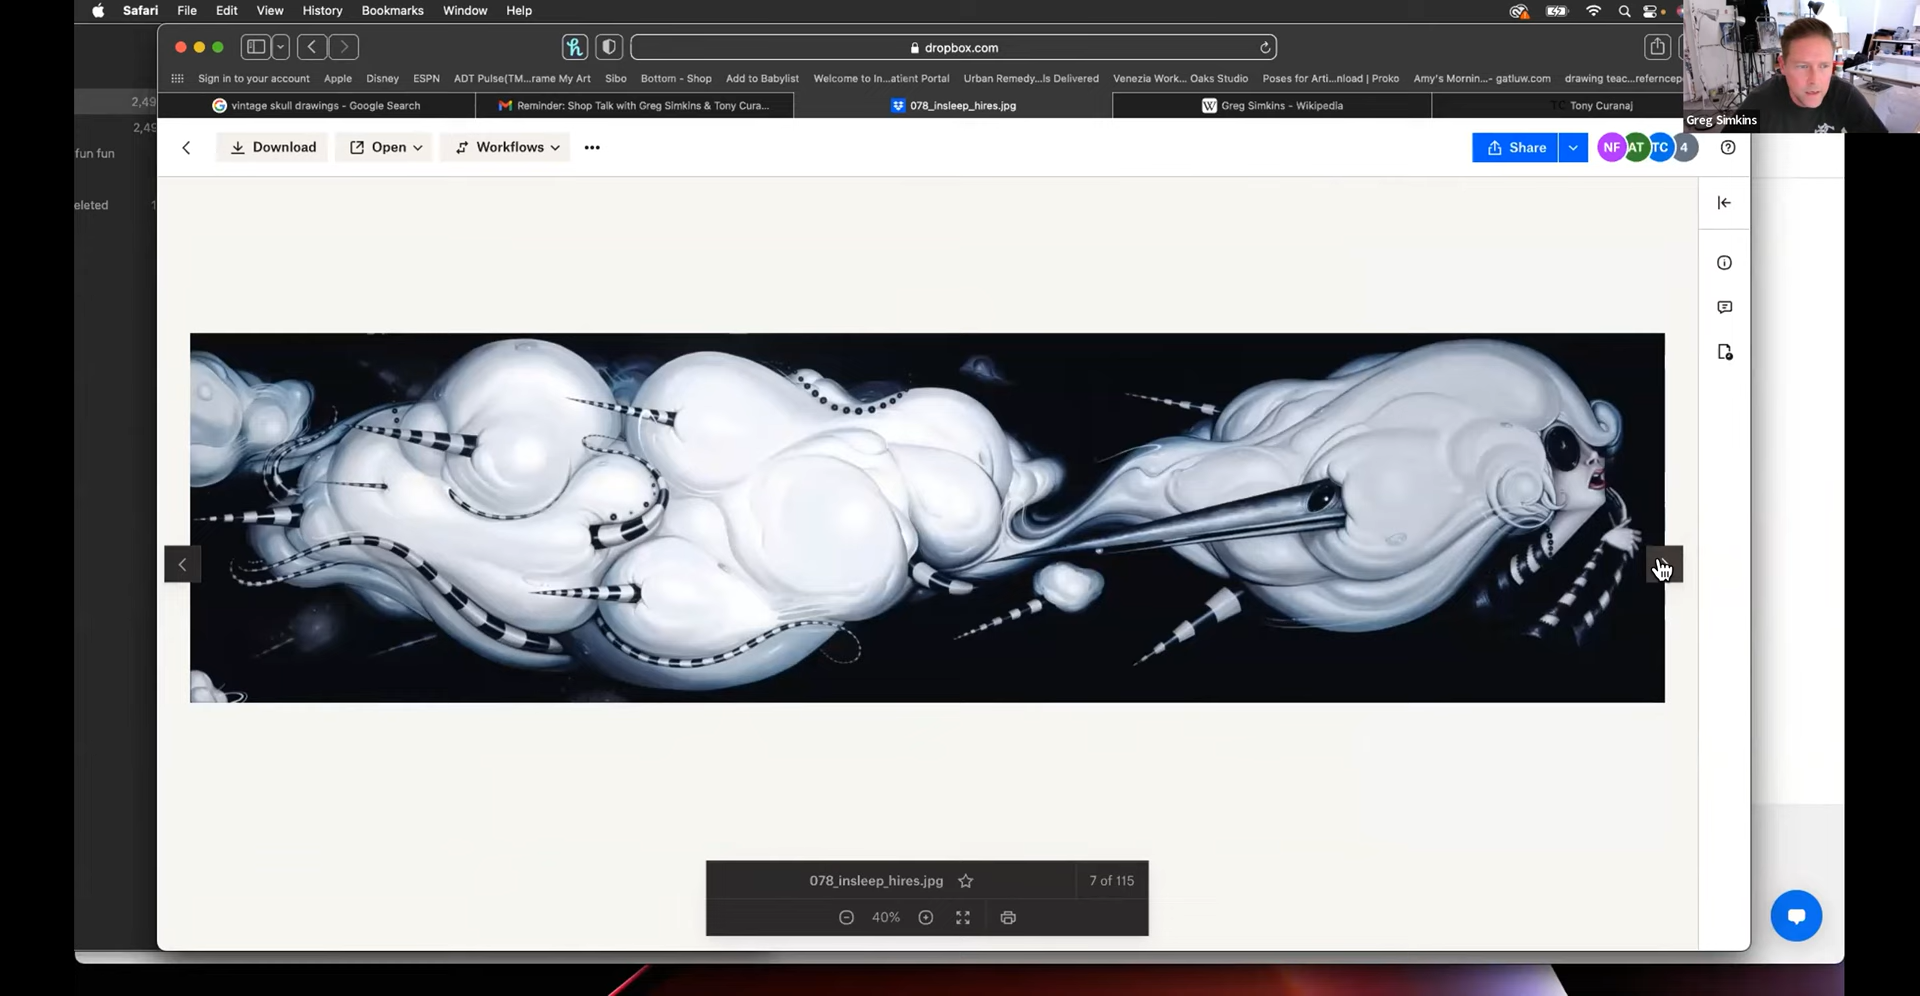 Safari File Edit View History Bookmarks Window Help
dropbox.com
Sign in to your account Apple Disney ESPN ADT Pulse(TM...rame My Art Sibo Bottom - Shop Add to Babylist Welcome to In...atient Portal Urban Remedy...ls Delivered Venezia Work... Oaks Studio Poses for Arti...nload | Proko Amy's Mornin...- gatluw.com drawing teac...referncep
vintage skull drawings - Google Search Reminder: Shop Talk with Greg Simkins & Tony Cura... 078_insleep_hires.jpg Greg Simkins - Wikipedia TC Tony Curanaj
Greg Simkins
2,49
2,49
fun fun
eleted 1
Download Open Workflows Share NF AT TC 4
078_insleep_hires.jpg 7 of 115
40%